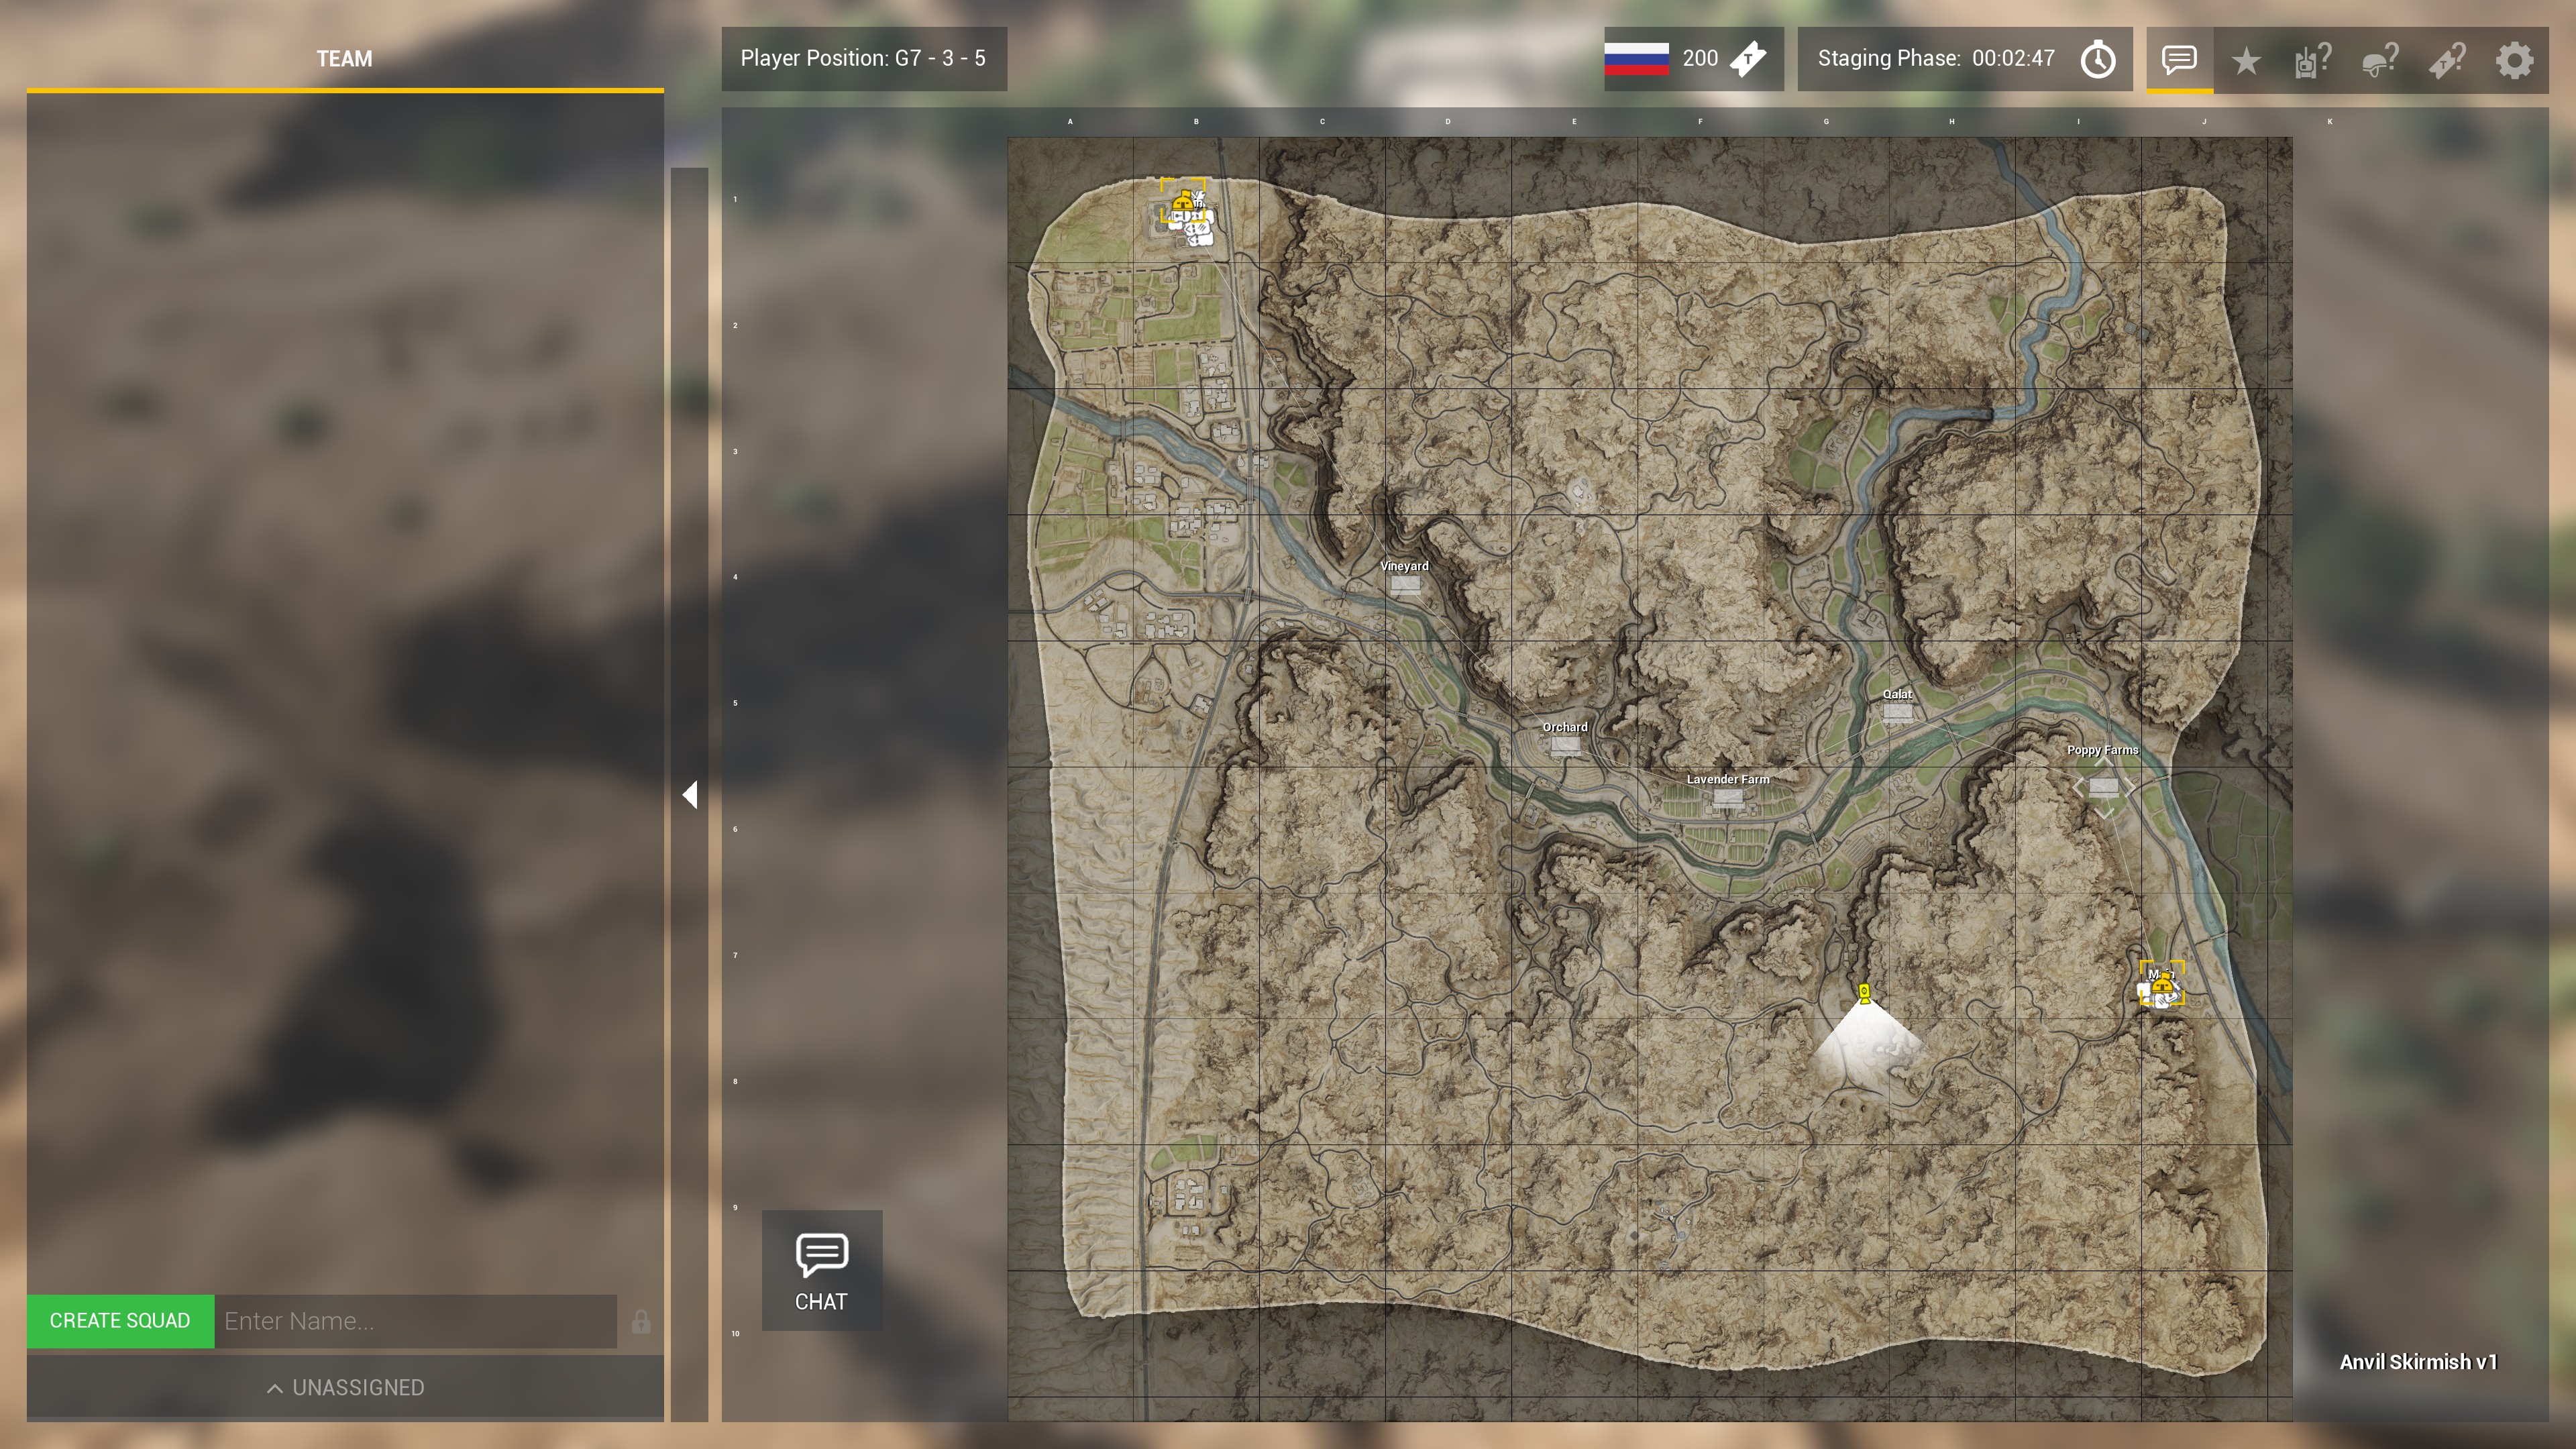 TEAM
Player Position: G7 - 3 - 5
200
Staging Phase: 00:02:47
A B C D E F G H I J K
1
2
3
4
Vineyard
5
Qalat
Orchard
Poppy Farms
Lavender Farm
6
7
8
9
CHAT
CREATE SQUAD
Enter Name...
10
Anvil Skirmish v1
UNASSIGNED